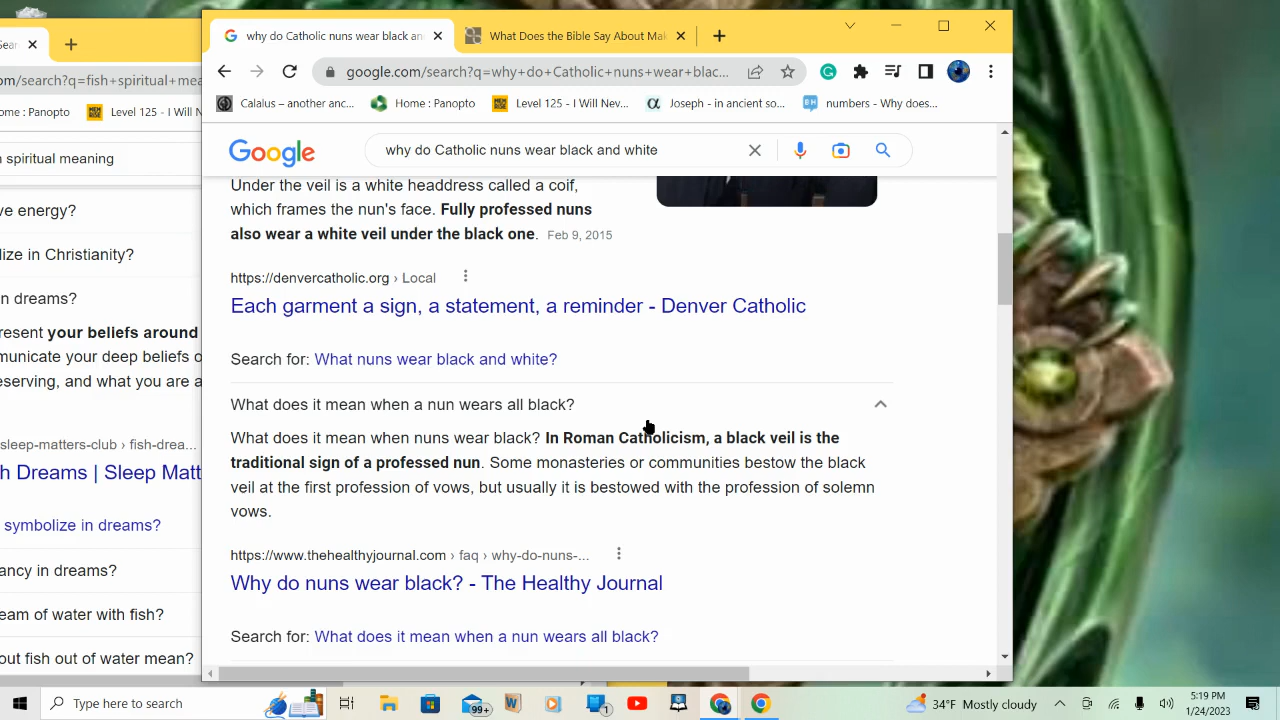 Sear
why do Catholic nuns wear black an
What Does the Bible Say About Mak
om/search?q=fish+spiritual+mea
google.com/search?q=why+do+Catholic+nuns+wear+blac...
Home : Panopto
Level 125 - I Will N
Calalus – another anc...
Home : Panopto
Level 125 - I Will Nev...
Joseph - in ancient so...
numbers - Why does...
n spiritual meaning
Google
why do Catholic nuns wear black and white
ve energy?
lize in Christianity?
n dreams?
present your beliefs around
municate your deep beliefs o
eserving, and what you are a
sleep-matters-club › fish-drea...
h Dreams | Sleep Matt
symbolize in dreams?
ancy in dreams?
eam of water with fish?
out fish out of water mean?
Under the veil is a white headdress called a coif,
which frames the nun's face. Fully professed nuns
also wear a white veil under the black one. Feb 9, 2015
https://denvercatholic.org › Local
Each garment a sign, a statement, a reminder - Denver Catholic
Search for: What nuns wear black and white?
What does it mean when a nun wears all black?
What does it mean when nuns wear black? In Roman Catholicism, a black veil is the
traditional sign of a professed nun. Some monasteries or communities bestow the black
veil at the first profession of vows, but usually it is bestowed with the profession of solemn
vows.
https://www.thehealthyjournal.com › faq › why-do-nuns-...
Why do nuns wear black? - The Healthy Journal
Search for: What does it mean when a nun wears all black?
Type here to search
99+
1
34°F Mostly cloudy
5:19 PM
1/24/2023